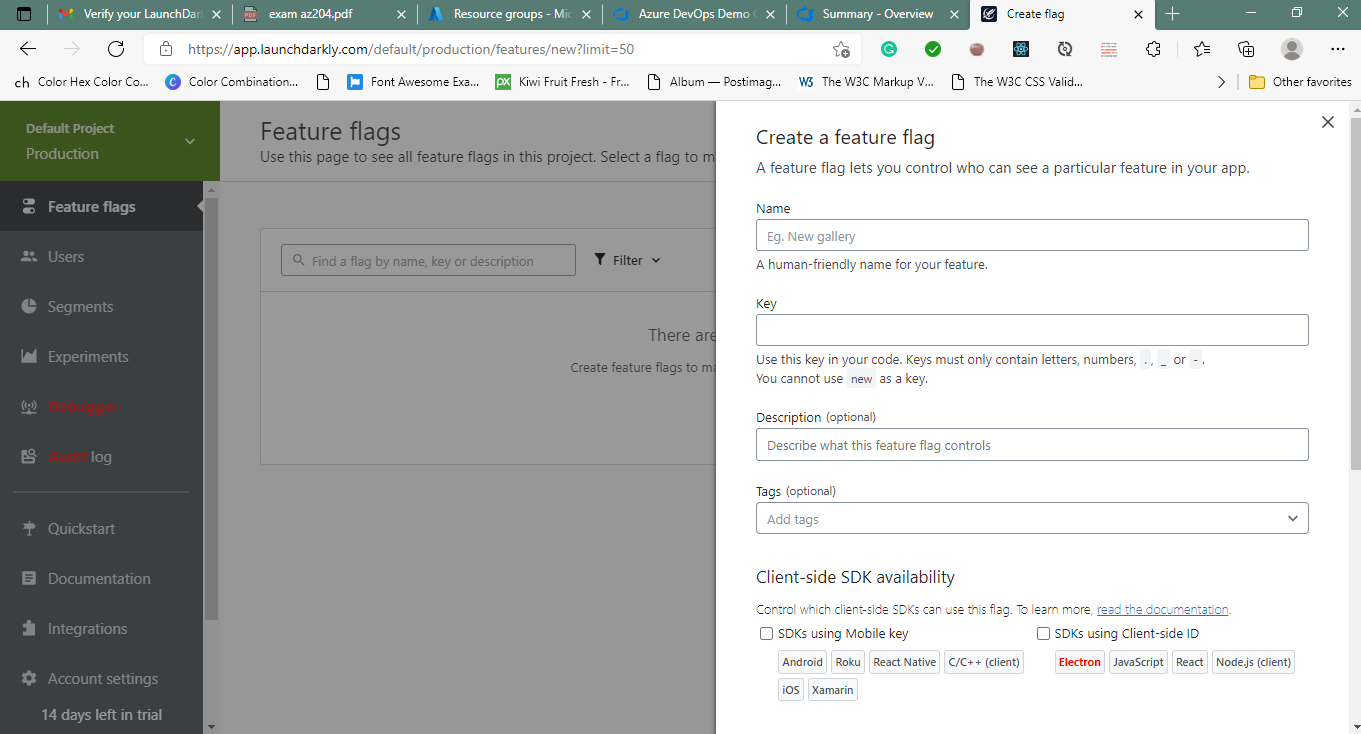 Verify your LaunchDar
exam az204.pdf
Resource groups - Mic
Azure DevOps Demo
Summary - Overview
Create flag
https://app.launchdarkly.com/default/production/features/new?limit=50
ch Color Hex Color Co...
Color Combination...
Font Awesome Exa...
Kiwi Fruit Fresh - Fr...
Album — Postimag...
The W3C Markup V...
The W3C CSS Valid...
Other favorites
Default Project
Production
Feature flags
Users
Segments
Experiments
Debugger
Audit log
Quickstart
Documentation
Integrations
Account settings
14 days left in trial
Feature flags
Use this page to see all feature flags in this project. Select a flag to m
Find a flag by name, key or description
Filter
There are
Create feature flags to ma
Create a feature flag
A feature flag lets you control who can see a particular feature in your app.
Name
Eg. New gallery
A human-friendly name for your feature.
Key
Use this key in your code. Keys must only contain letters, numbers, . , _ or - .
You cannot use new as a key.
Description (optional)
Describe what this feature flag controls
Tags (optional)
Add tags
Client-side SDK availability
Control which client-side SDKs can use this flag. To learn more, read the documentation.
SDKs using Mobile key
Android Roku React Native C/C++ (client)
iOS Xamarin
SDKs using Client-side ID
Electron JavaScript React Node.js (client)